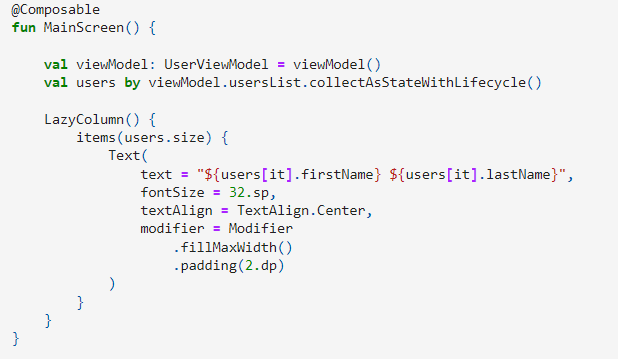 @Composable
fun MainScreen() {
val viewModel: UserViewModel = viewModel()
val users by viewModel.usersList.collectAsStateWithLifecycle()
LazyColumn() {
items(users.size) {
Text(
text = "${users[it].firstName} ${users[it].lastName}",
fontSize = 32.sp,
textAlign = TextAlign.Center,
modifier = Modifier
.fillMaxWidth()
.padding(2.dp)
)
}
}
}